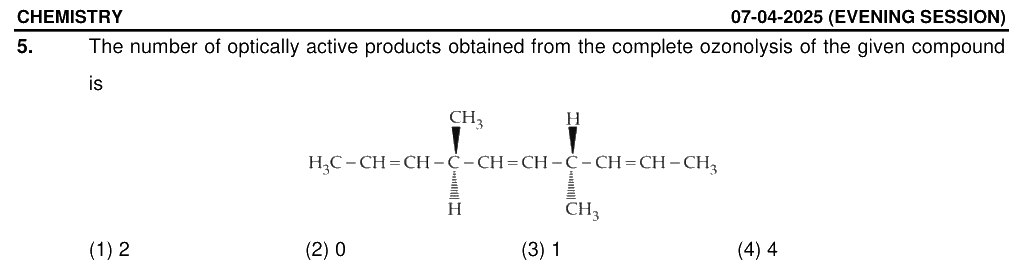 CHEMISTRY 07-04-2025 (EVENING SESSION)
5. The number of optically active products obtained from the complete ozonolysis of the given compound
is
CH₃ H
H₃C – CH = CH – C – CH = CH – C – CH = CH – CH₃
H CH₃
(1) 2 (2) 0 (3) 1 (4) 4